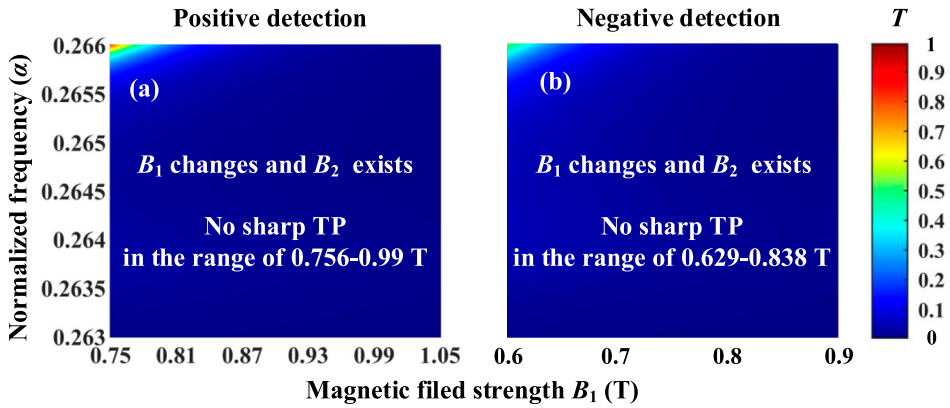 Positive detection
Negative detection
T
Normalized frequency (α)
0.266
0.2655
0.265
0.2645
0.264
0.2635
0.263
(a)
B1 changes and B2 exists
No sharp TP
in the range of 0.756-0.99 T
0.75 0.81 0.87 0.93 0.99 1.05
(b)
B1 changes and B2 exists
No sharp TP
in the range of 0.629-0.838 T
0.6 0.7 0.8 0.9
1
0.9
0.8
0.7
0.6
0.5
0.4
0.3
0.2
0.1
0
Magnetic filed strength B1 (T)